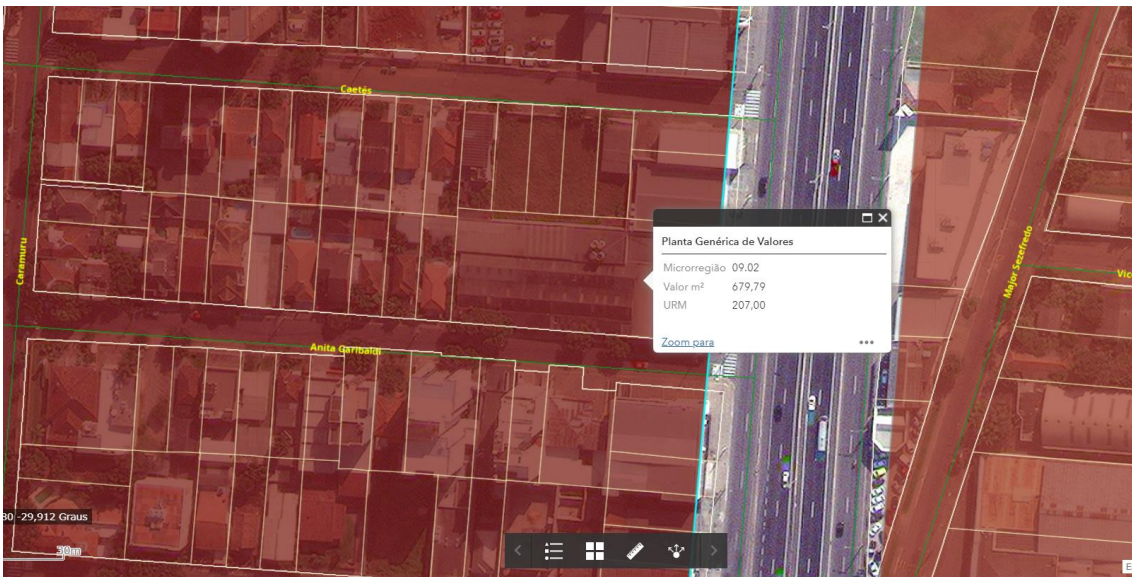 Caetés
Caramuru
Planta Genérica de Valores
Microrregião 09.02
Valor m² 679,79
URM 207,00
Zoom para
Major Sezefredo
Anita Garibaldi
30 -29,912 Graus
30m